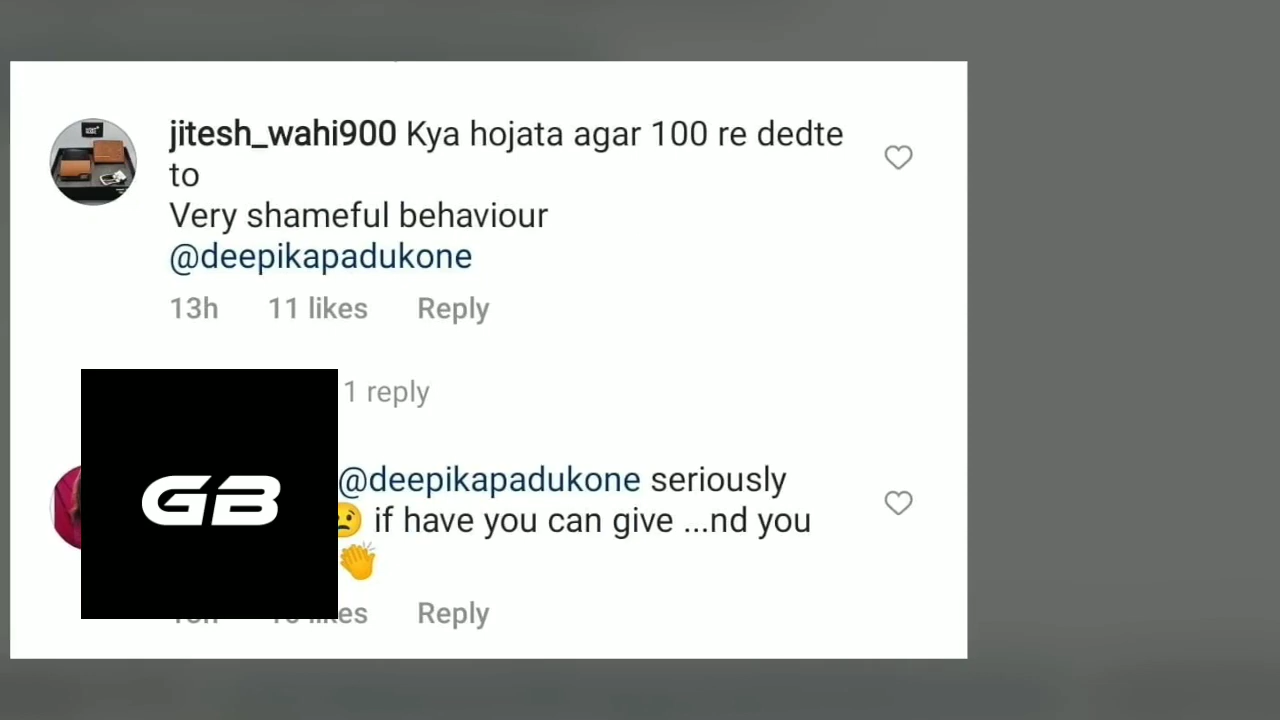 jitesh_wahi900 Kya hojata agar 100 re dedte
to
Very shameful behaviour
@deepikapadukone
13h 11 likes Reply
1 reply
@deepikapadukone seriously
😢 if have you can give ...nd you
👏
Reply
GB